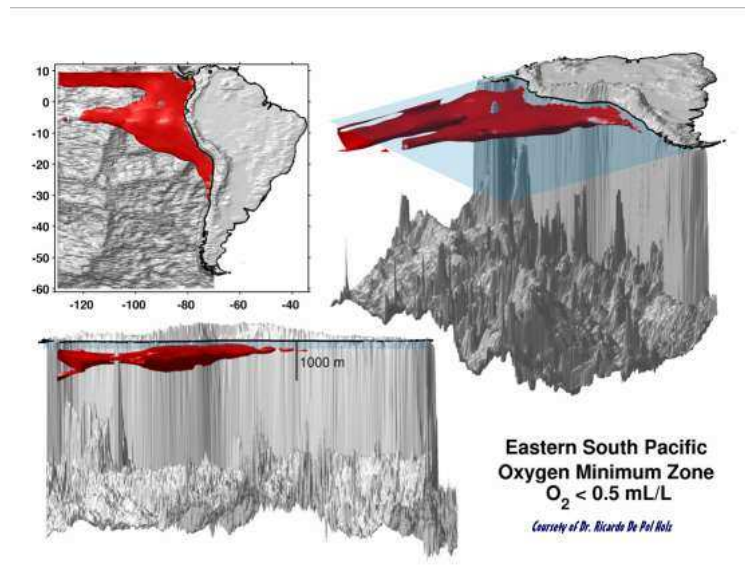 10
0
-10
-20
-30
-40
-50
-60
-120 -100 -80 -60 -40
1000 m
Eastern South Pacific
Oxygen Minimum Zone
O2 < 0.5 mL/L
Coursety of Dr. Ricardo De Pol Holz